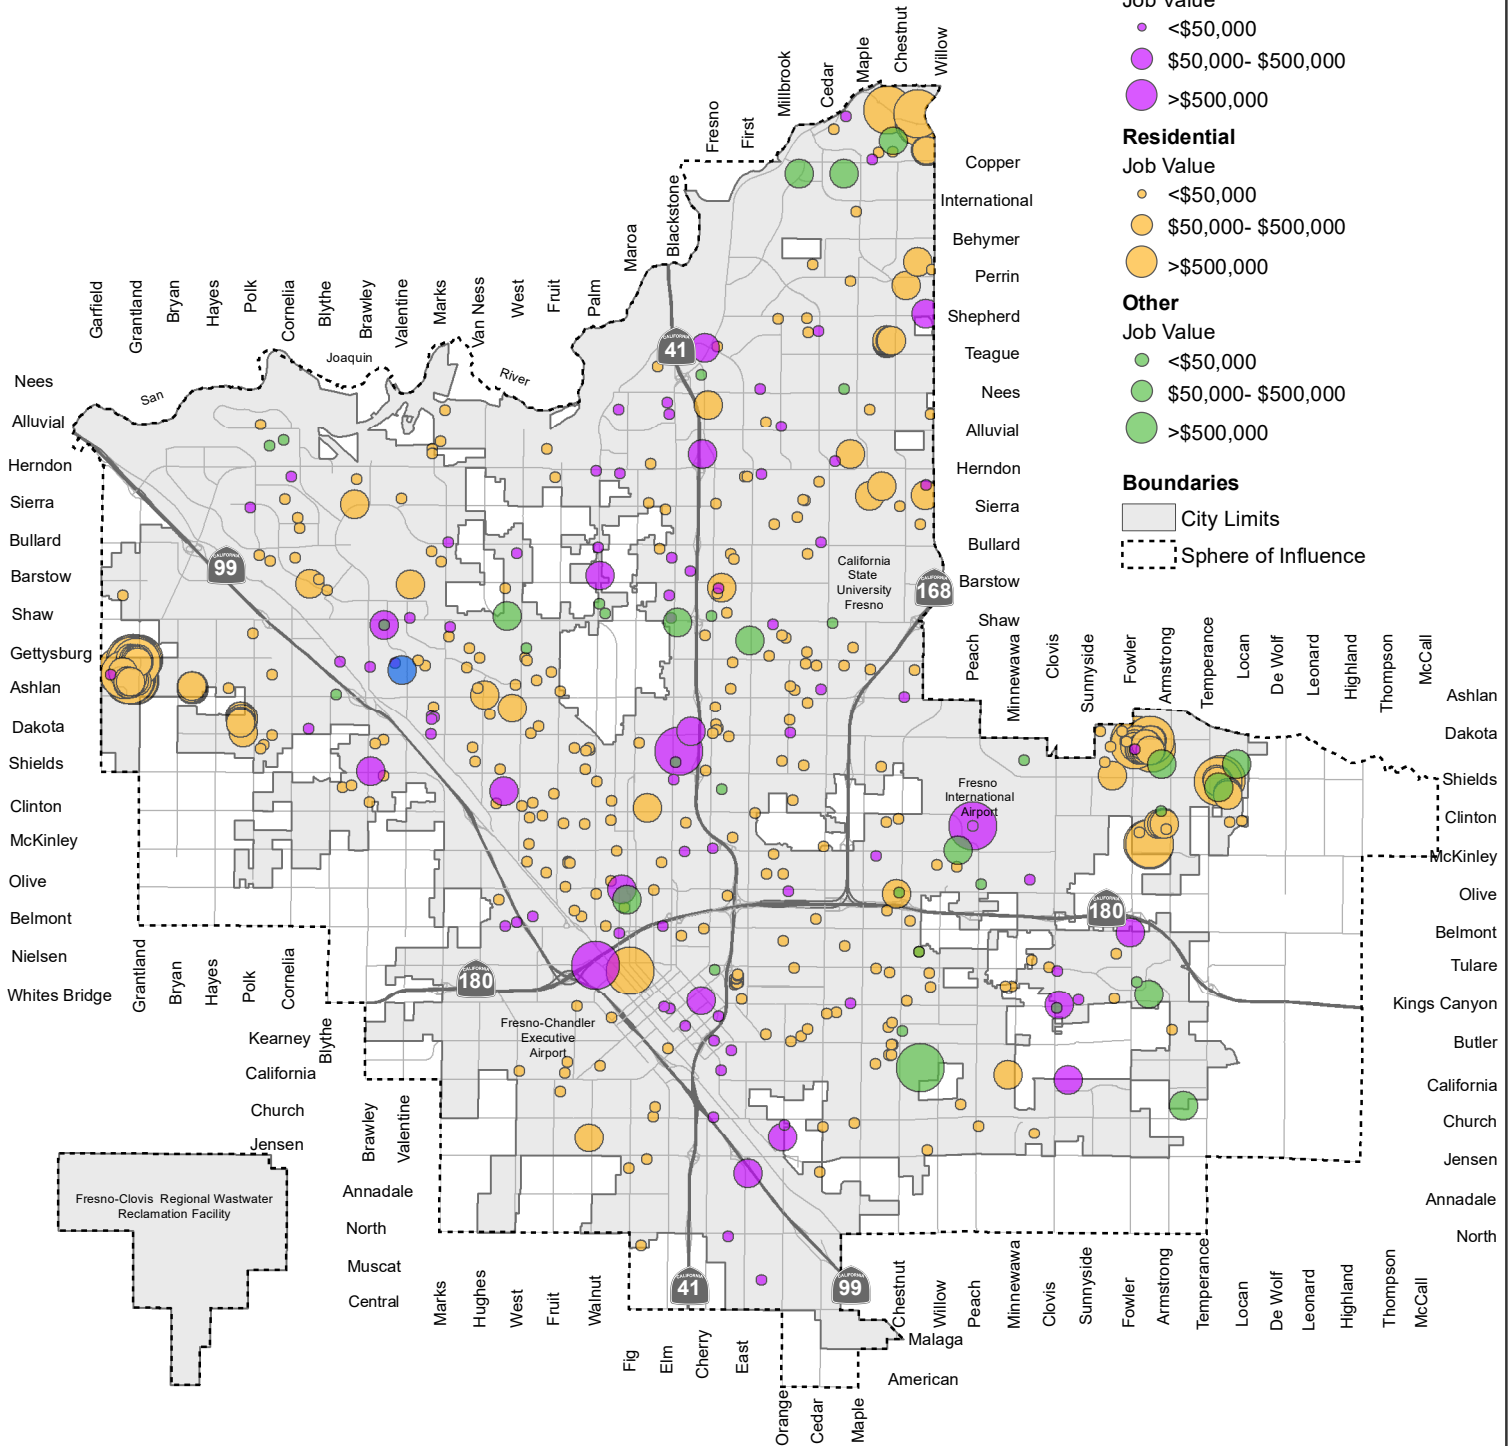 Job Value
<$50,000
$50,000- $500,000
>$500,000
Residential
Job Value
<$50,000
$50,000- $500,000
>$500,000
Other
Job Value
<$50,000
$50,000- $500,000
>$500,000
Boundaries
City Limits
Sphere of Influence
Garfield
Grantland
Bryan
Hayes
Polk
Cornelia
Blythe
Brawley
Valentine
Marks
Van Ness
West
Fruit
Palm
Maroa
Blackstone
Fresno
First
Millbrook
Cedar
Maple
Chestnut
Willow
San
Joaquin
River
Nees
Alluvial
Herndon
Sierra
Bullard
Barstow
Shaw
Gettysburg
Ashlan
Dakota
Shields
Clinton
McKinley
Olive
Belmont
Nielsen
Whites Bridge
Copper
International
Behymer
Perrin
Shepherd
Teague
Nees
Alluvial
Herndon
Sierra
Bullard
Barstow
Shaw
CALIFORNIA
41
CALIFORNIA
99
CALIFORNIA
168
CALIFORNIA
180
CALIFORNIA
180
CALIFORNIA
41
CALIFORNIA
99
California
State
University
Fresno
Fresno
International
Airport
Fresno-Chandler
Executive
Airport
Peach
Minnewawa
Clovis
Sunnyside
Fowler
Armstrong
Temperance
Locan
De Wolf
Leonard
Highland
Thompson
McCall
Ashlan
Dakota
Shields
Clinton
McKinley
Olive
Belmont
Tulare
Kings Canyon
Butler
California
Church
Jensen
Annadale
North
Grantland
Bryan
Hayes
Polk
Cornelia
Blythe
Kearney
California
Church
Jensen
Brawley
Valentine
Annadale
North
Muscat
Central
Fresno-Clovis Regional Wastwater
Reclamation Facility
Marks
Hughes
West
Fruit
Walnut
Fig
Elm
Cherry
East
Orange
Cedar
Maple
Chestnut
Willow
Peach
Minnewawa
Clovis
Sunnyside
Fowler
Armstrong
Temperance
Locan
De Wolf
Leonard
Highland
Thompson
McCall
Malaga
American